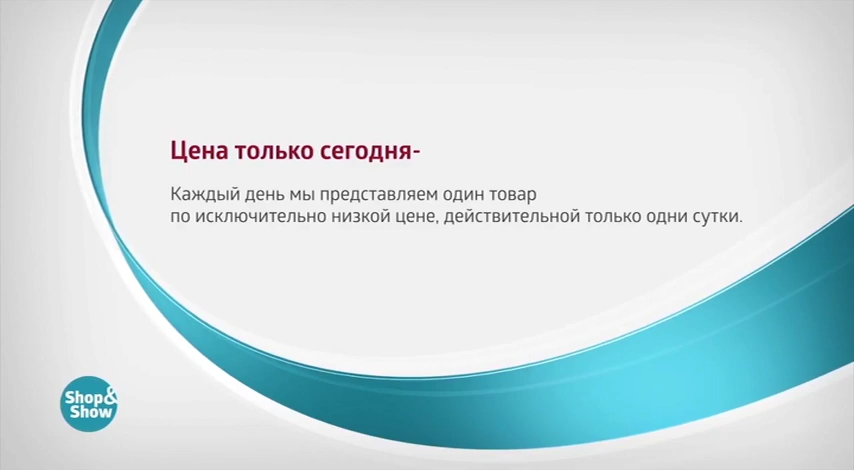 Цена только сегодня-
Каждый день мы представляем один товар
по исключительно низкой цене, действительной только одни сутки.
Shop&
Show